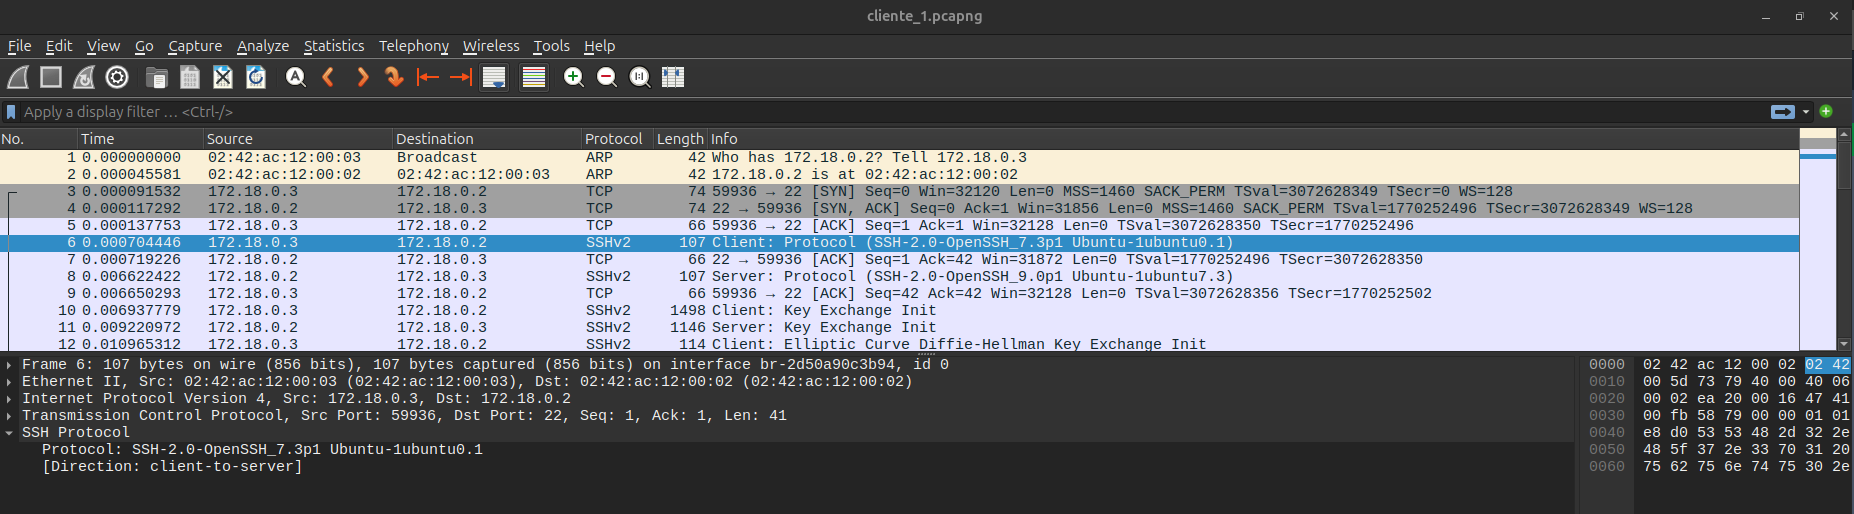 cliente_1.pcapng
File Edit View Go Capture Analyze Statistics Telephony Wireless Tools Help
Apply a display filter … <Ctrl-/>
No. Time Source Destination Protocol Length Info
1 0.000000000 02:42:ac:12:00:03 Broadcast ARP 42 Who has 172.18.0.2? Tell 172.18.0.3
2 0.000045581 02:42:ac:12:00:02 02:42:ac:12:00:03 ARP 42 172.18.0.2 is at 02:42:ac:12:00:02
3 0.000091532 172.18.0.3 172.18.0.2 TCP 74 59936 → 22 [SYN] Seq=0 Win=32120 Len=0 MSS=1460 SACK_PERM TSval=3072628349 TSecr=0 WS=128
4 0.000117292 172.18.0.2 172.18.0.3 TCP 74 22 → 59936 [SYN, ACK] Seq=0 Ack=1 Win=31856 Len=0 MSS=1460 SACK_PERM TSval=1770252496 TSecr=3072628349 WS=128
5 0.000137753 172.18.0.3 172.18.0.2 TCP 66 59936 → 22 [ACK] Seq=1 Ack=1 Win=32128 Len=0 TSval=3072628350 TSecr=1770252496
6 0.000704446 172.18.0.3 172.18.0.2 SSHv2 107 Client: Protocol (SSH-2.0-OpenSSH_7.3p1 Ubuntu-1ubuntu0.1)
7 0.000719226 172.18.0.2 172.18.0.3 TCP 66 22 → 59936 [ACK] Seq=1 Ack=42 Win=31872 Len=0 TSval=1770252496 TSecr=3072628350
8 0.006622422 172.18.0.2 172.18.0.3 SSHv2 107 Server: Protocol (SSH-2.0-OpenSSH_9.0p1 Ubuntu-1ubuntu7.3)
9 0.006650293 172.18.0.3 172.18.0.2 TCP 66 59936 → 22 [ACK] Seq=42 Ack=42 Win=32128 Len=0 TSval=3072628356 TSecr=1770252502
10 0.006937779 172.18.0.3 172.18.0.2 SSHv2 1498 Client: Key Exchange Init
11 0.009220972 172.18.0.2 172.18.0.3 SSHv2 1146 Server: Key Exchange Init
12 0.010965312 172.18.0.3 172.18.0.2 SSHv2 114 Client: Elliptic Curve Diffie-Hellman Key Exchange Init
Frame 6: 107 bytes on wire (856 bits), 107 bytes captured (856 bits) on interface br-2d50a90c3b94, id 0
Ethernet II, Src: 02:42:ac:12:00:03 (02:42:ac:12:00:03), Dst: 02:42:ac:12:00:02 (02:42:ac:12:00:02)
Internet Protocol Version 4, Src: 172.18.0.3, Dst: 172.18.0.2
Transmission Control Protocol, Src Port: 59936, Dst Port: 22, Seq: 1, Ack: 1, Len: 41
SSH Protocol
Protocol: SSH-2.0-OpenSSH_7.3p1 Ubuntu-1ubuntu0.1
[Direction: client-to-server]
0000 02 42 ac 12 00 02 02 42
0010 00 5d 73 79 40 00 40 06
0020 00 02 ea 20 00 16 47 41
0030 00 fb 58 79 00 00 01 01
0040 e8 d0 53 53 48 2d 32 2e
0050 48 5f 37 2e 33 70 31 20
0060 75 62 75 6e 74 75 30 2e